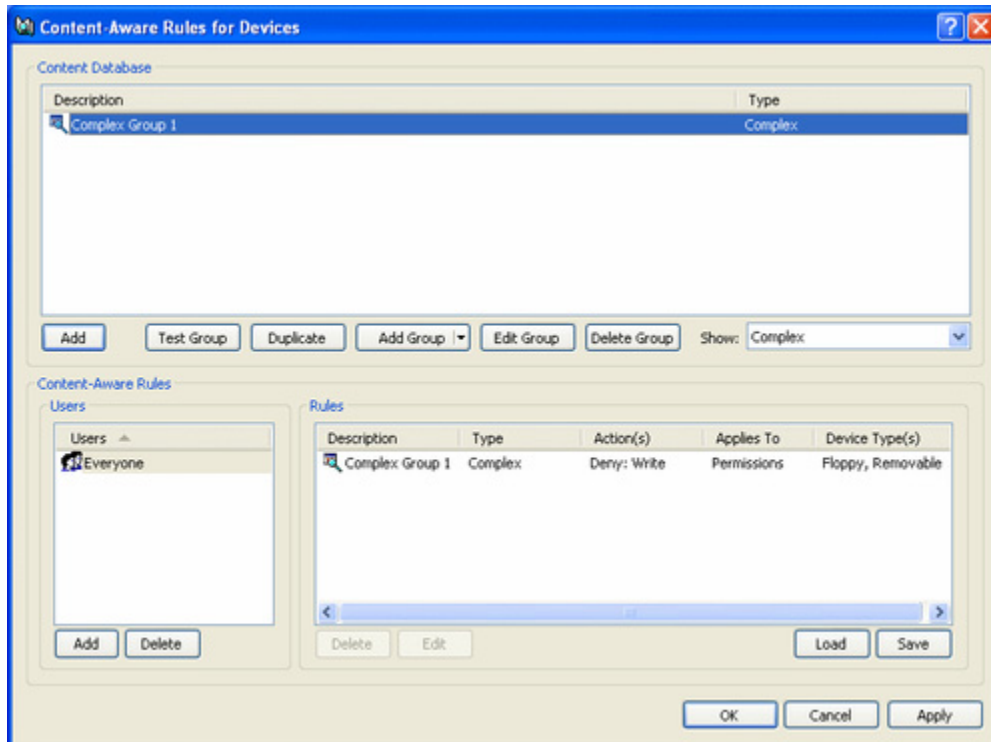 Content-Aware Rules for Devices
Content Database
Description Type
Complex Group 1 Complex
Add Test Group Duplicate Add Group Edit Group Delete Group Show: Complex
Content-Aware Rules
Users Rules
Users Description Type Action(s) Applies To Device Type(s)
Everyone Complex Group 1 Complex Deny: Write Permissions Floppy, Removable
Add Delete Delete Edit Load Save
OK Cancel Apply